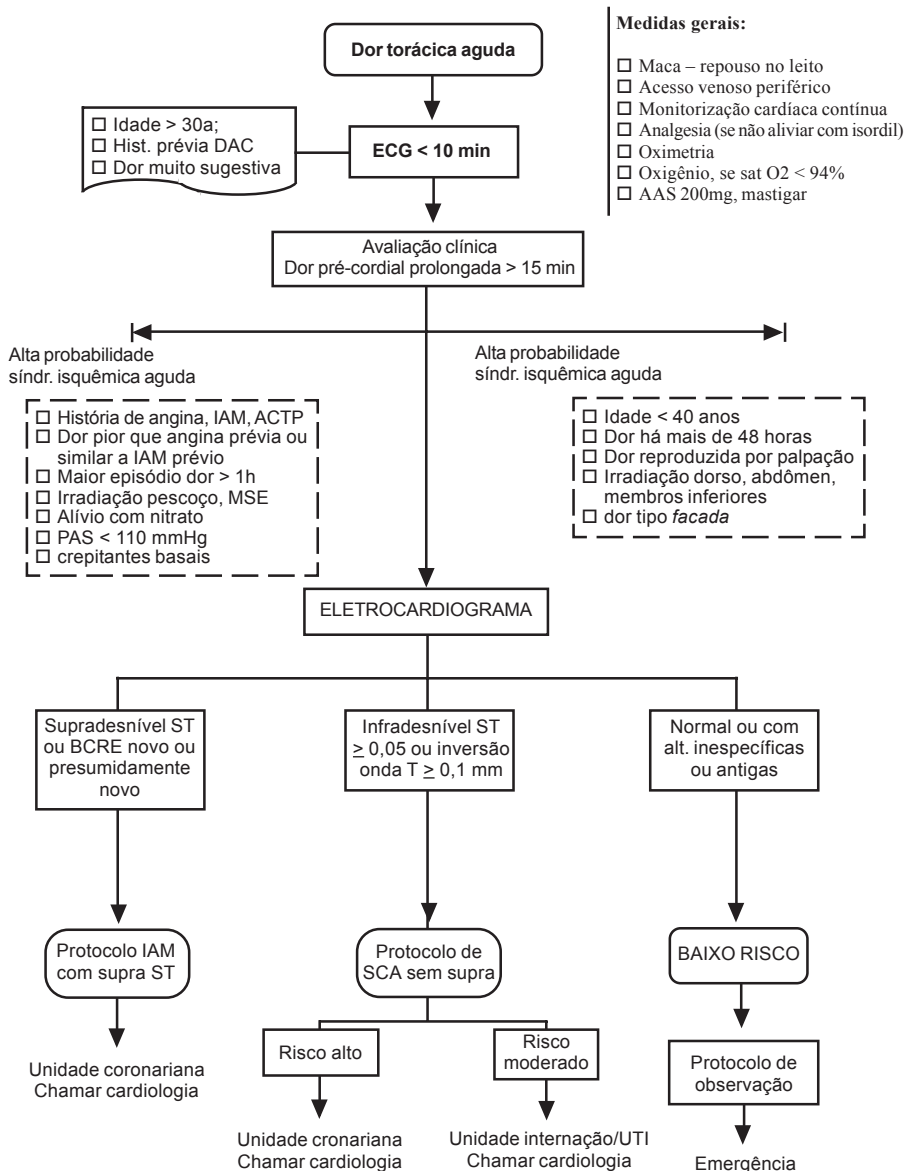 Dor torácica aguda
Medidas gerais:
☐ Maca – repouso no leito
☐ Acesso venoso periférico
☐ Monitorização cardíaca contínua
☐ Analgesia (se não aliviar com isordil)
☐ Oximetria
☐ Oxigênio, se sat O2 < 94%
☐ AAS 200mg, mastigar
☐ Idade > 30a;
☐ Hist. prévia DAC
☐ Dor muito sugestiva
ECG < 10 min
Avaliação clínica
Dor pré-cordial prolongada > 15 min
Alta probabilidade
síndr. isquêmica aguda
☐ História de angina, IAM, ACTP
☐ Dor pior que angina prévia ou
similar a IAM prévio
☐ Maior episódio dor > 1h
☐ Irradiação pescoço, MSE
☐ Alívio com nitrato
☐ PAS < 110 mmHg
☐ crepitantes basais
Alta probabilidade
síndr. isquêmica aguda
☐ Idade < 40 anos
☐ Dor há mais de 48 horas
☐ Dor reproduzida por palpação
☐ Irradiação dorso, abdômen,
membros inferiores
☐ dor tipo facada
ELETROCARDIOGRAMA
Supradesnível ST
ou BCRE novo ou
presumidamente
novo
Infradesnível ST
≥ 0,05 ou inversão
onda T ≥ 0,1 mm
Normal ou com
alt. inespecíficas
ou antigas
Protocolo IAM
com supra ST
Protocolo de
SCA sem supra
BAIXO RISCO
Risco alto
Risco
moderado
Protocolo de
observação
Unidade coronariana
Chamar cardiologia
Unidade cronariana
Chamar cardiologia
Unidade internação/UTI
Chamar cardiologia
Emergência